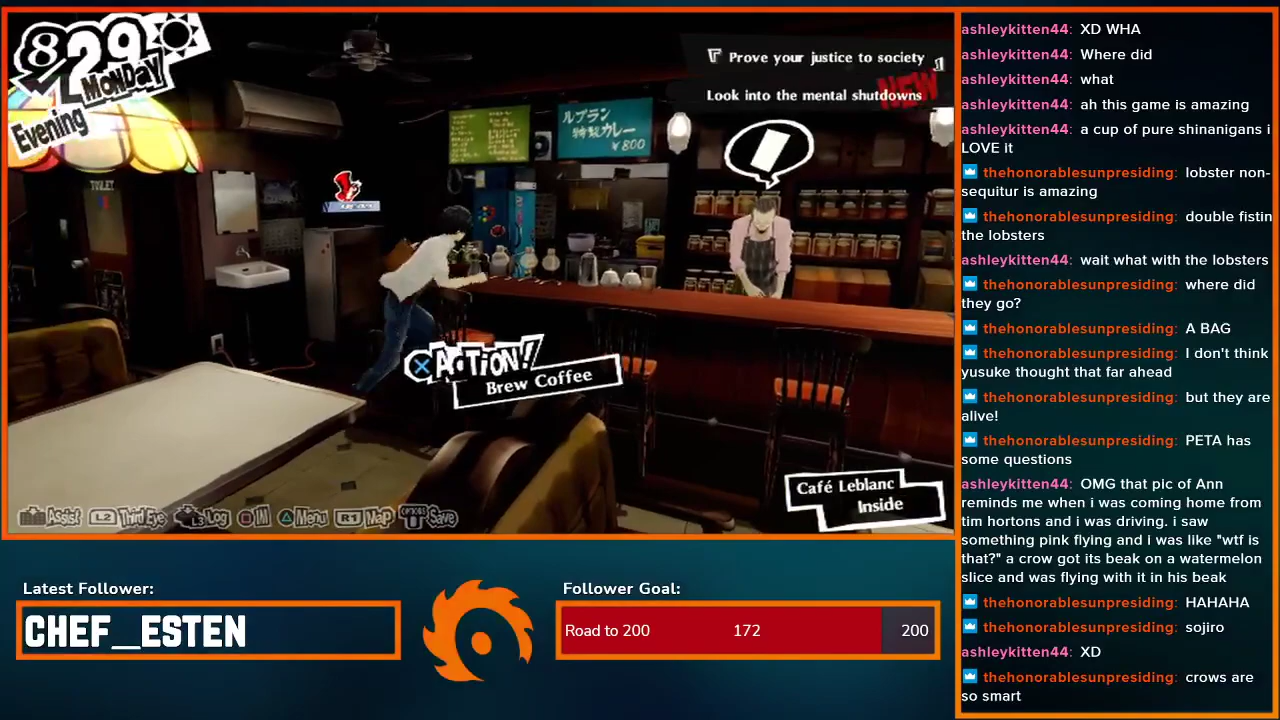 8/29
MONDAY
Evening
Prove your justice to society
Look into the mental shutdowns
NEW
TOILET
ルブラン
特製カレー
¥800
ACTION!
Brew Coffee
Café Leblanc
Inside
Assist
L2 Third Eye
L3 Log
IM
Menu
R1 Map
OPTIONS Save
Latest Follower:
CHEF_ESTEN
Follower Goal:
Road to 200 172 200
ashleykitten44: XD WHA
ashleykitten44: Where did
ashleykitten44: what
ashleykitten44: ah this game is amazing
ashleykitten44: a cup of pure shinanigans i
LOVE it
thehonorablesunpresiding: lobster non-
sequitur is amazing
thehonorablesunpresiding: double fistin
the lobsters
ashleykitten44: wait what with the lobsters
thehonorablesunpresiding: where did
they go?
thehonorablesunpresiding: A BAG
thehonorablesunpresiding: I don't think
yusuke thought that far ahead
thehonorablesunpresiding: but they are
alive!
thehonorablesunpresiding: PETA has
some questions
ashleykitten44: OMG that pic of Ann
reminds me when i was coming home from
tim hortons and i was driving. i saw
something pink flying and i was like "wtf is
that?" a crow got its beak on a watermelon
slice and was flying with it in his beak
thehonorablesunpresiding: HAHAHA
thehonorablesunpresiding: sojiro
ashleykitten44: XD
thehonorablesunpresiding: crows are
so smart